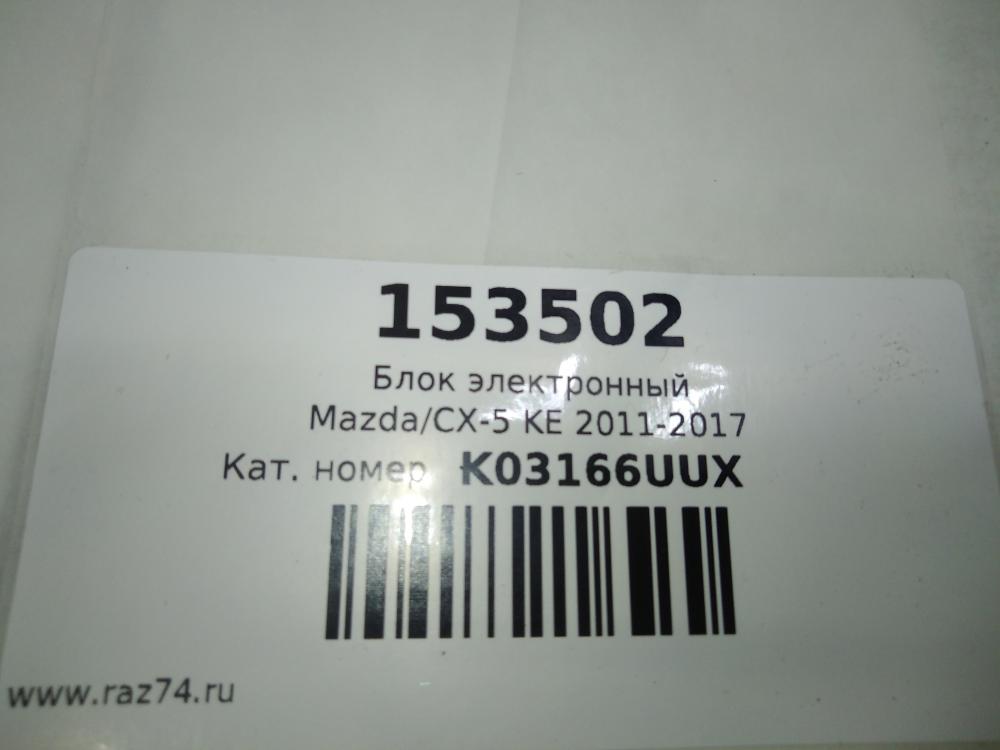 153502
Блок электронный
Mazda/CX-5 KE 2011-2017
Кат. номер K03166UUX
www.raz74.ru